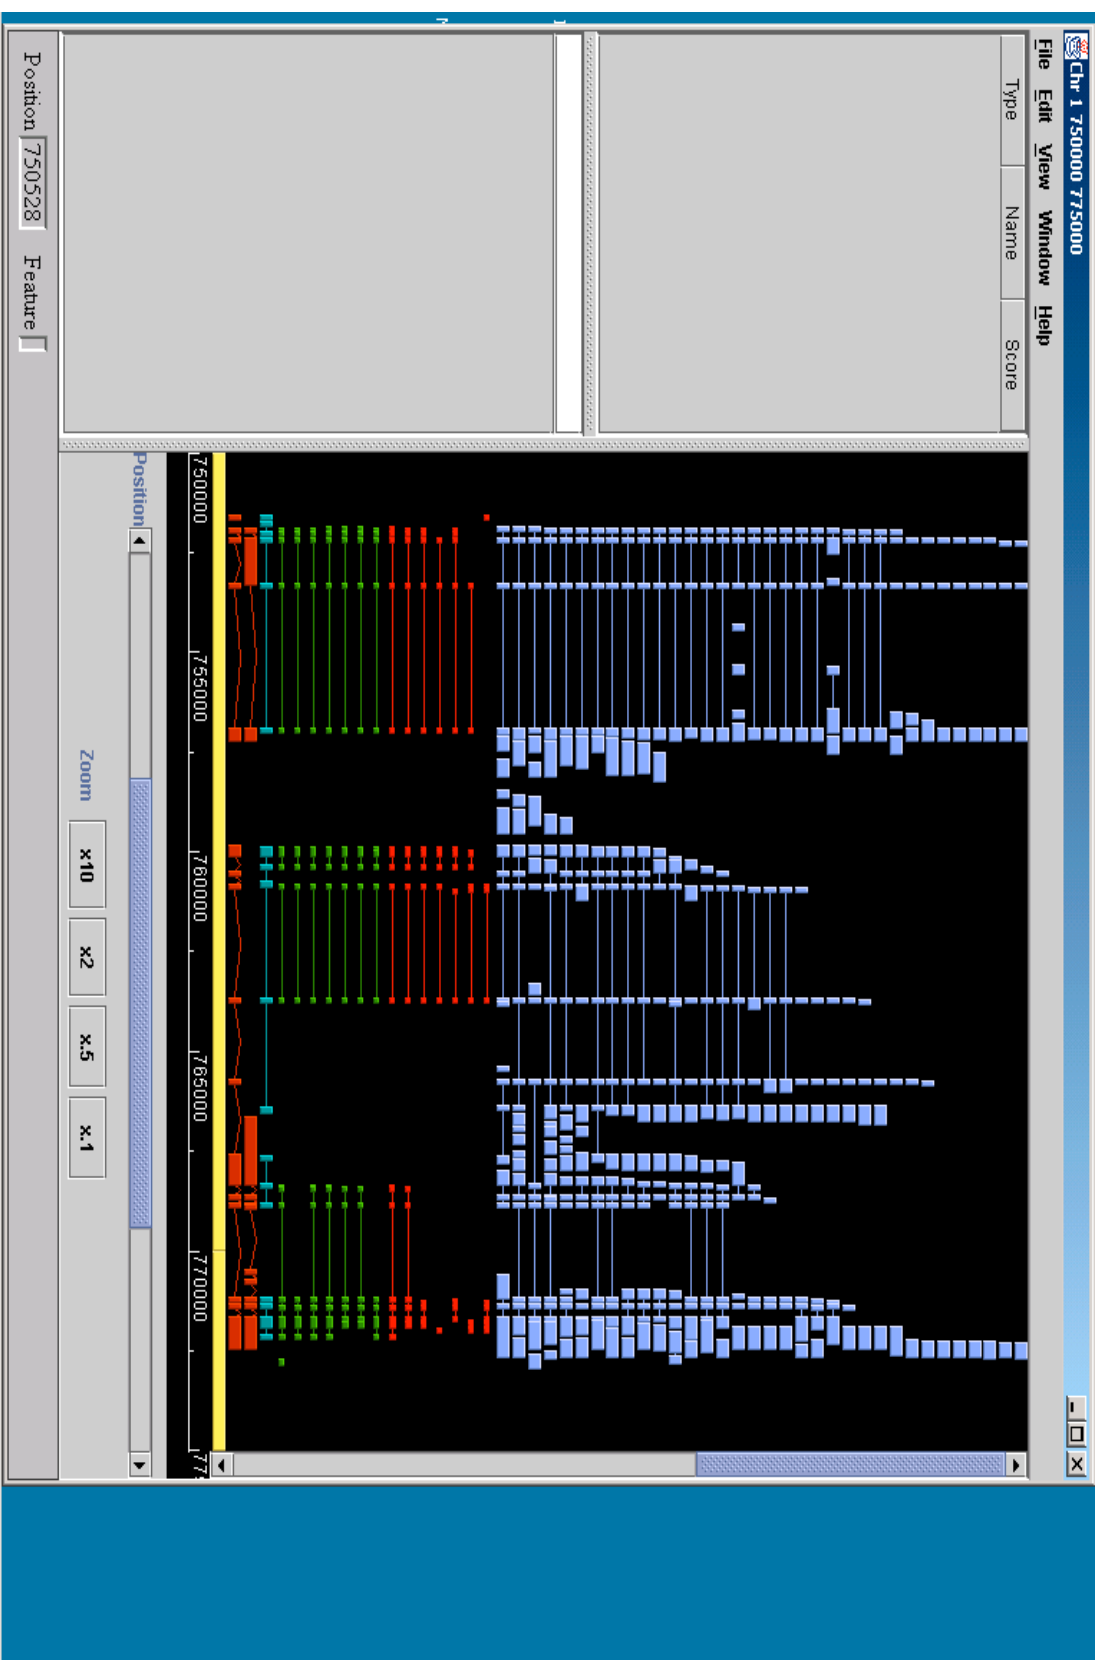 Chr 1 750000 775000
File Edit View Window Help
Type Name Score
750000 755000 760000 765000 770000
Position
Zoom x10 x2 x.5 x.1
Position 750528 Feature